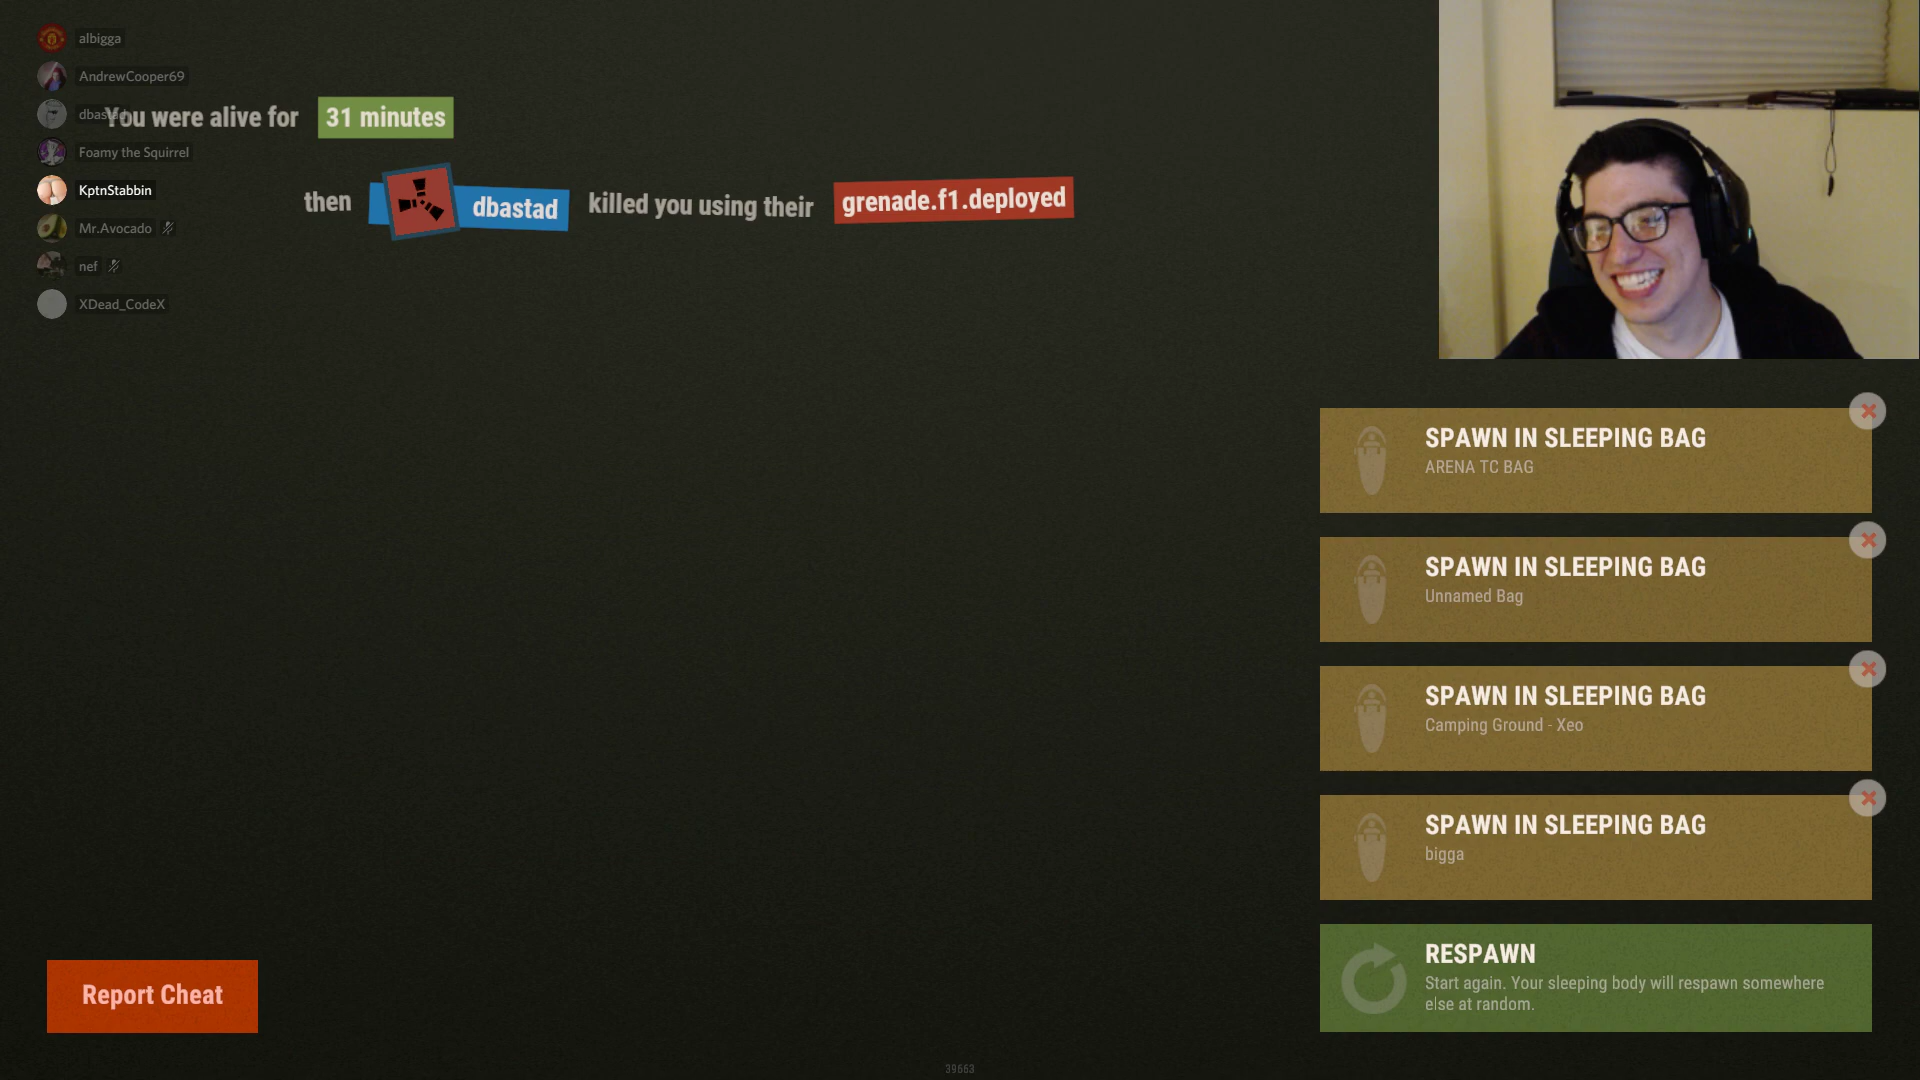 albigga
AndrewCooper69
dbastad
You were alive for 31 minutes
Foamy the Squirrel
KptnStabbin
then dbastad killed you using their grenade.f1.deployed
Mr.Avocado
nef
XDead_CodeX
SPAWN IN SLEEPING BAG
ARENA TC BAG
SPAWN IN SLEEPING BAG
Unnamed Bag
SPAWN IN SLEEPING BAG
Camping Ground - Xeo
SPAWN IN SLEEPING BAG
bigga
RESPAWN
Start again. Your sleeping body will respawn somewhere
else at random.
Report Cheat
39663